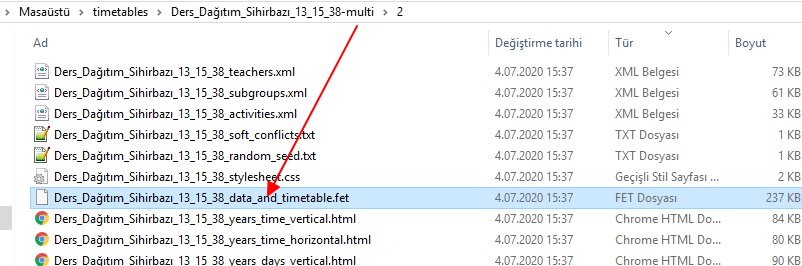 Masaüstü > timetables > Ders_Dağıtım_Sihirbazı_13_15_38-multi > 2
Ad Değiştirme tarihi Tür Boyut
Ders_Dağıtım_Sihirbazı_13_15_38_teachers.xml 4.07.2020 15:37 XML Belgesi 73 KB
Ders_Dağıtım_Sihirbazı_13_15_38_subgroups.xml 4.07.2020 15:37 XML Belgesi 61 KB
Ders_Dağıtım_Sihirbazı_13_15_38_activities.xml 4.07.2020 15:37 XML Belgesi 33 KB
Ders_Dağıtım_Sihirbazı_13_15_38_soft_conflicts.txt 4.07.2020 15:37 TXT Dosyası 1 KB
Ders_Dağıtım_Sihirbazı_13_15_38_random_seed.txt 4.07.2020 15:37 TXT Dosyası 1 KB
Ders_Dağıtım_Sihirbazı_13_15_38_stylesheet.css 4.07.2020 15:37 Geçişli Stil Sayfası ... 2 KB
Ders_Dağıtım_Sihirbazı_13_15_38_data_and_timetable.fet 4.07.2020 15:37 FET Dosyası 237 KB
Ders_Dağıtım_Sihirbazı_13_15_38_years_time_vertical.html 4.07.2020 15:37 Chrome HTML Do... 84 KB
Ders_Dağıtım_Sihirbazı_13_15_38_years_time_horizontal.html 4.07.2020 15:37 Chrome HTML Do... 80 KB
Ders_Dağıtım_Sihirbazı_13_15_38_years_days_vertical.html 4.07.2020 15:37 Chrome HTML Do... 90 KB